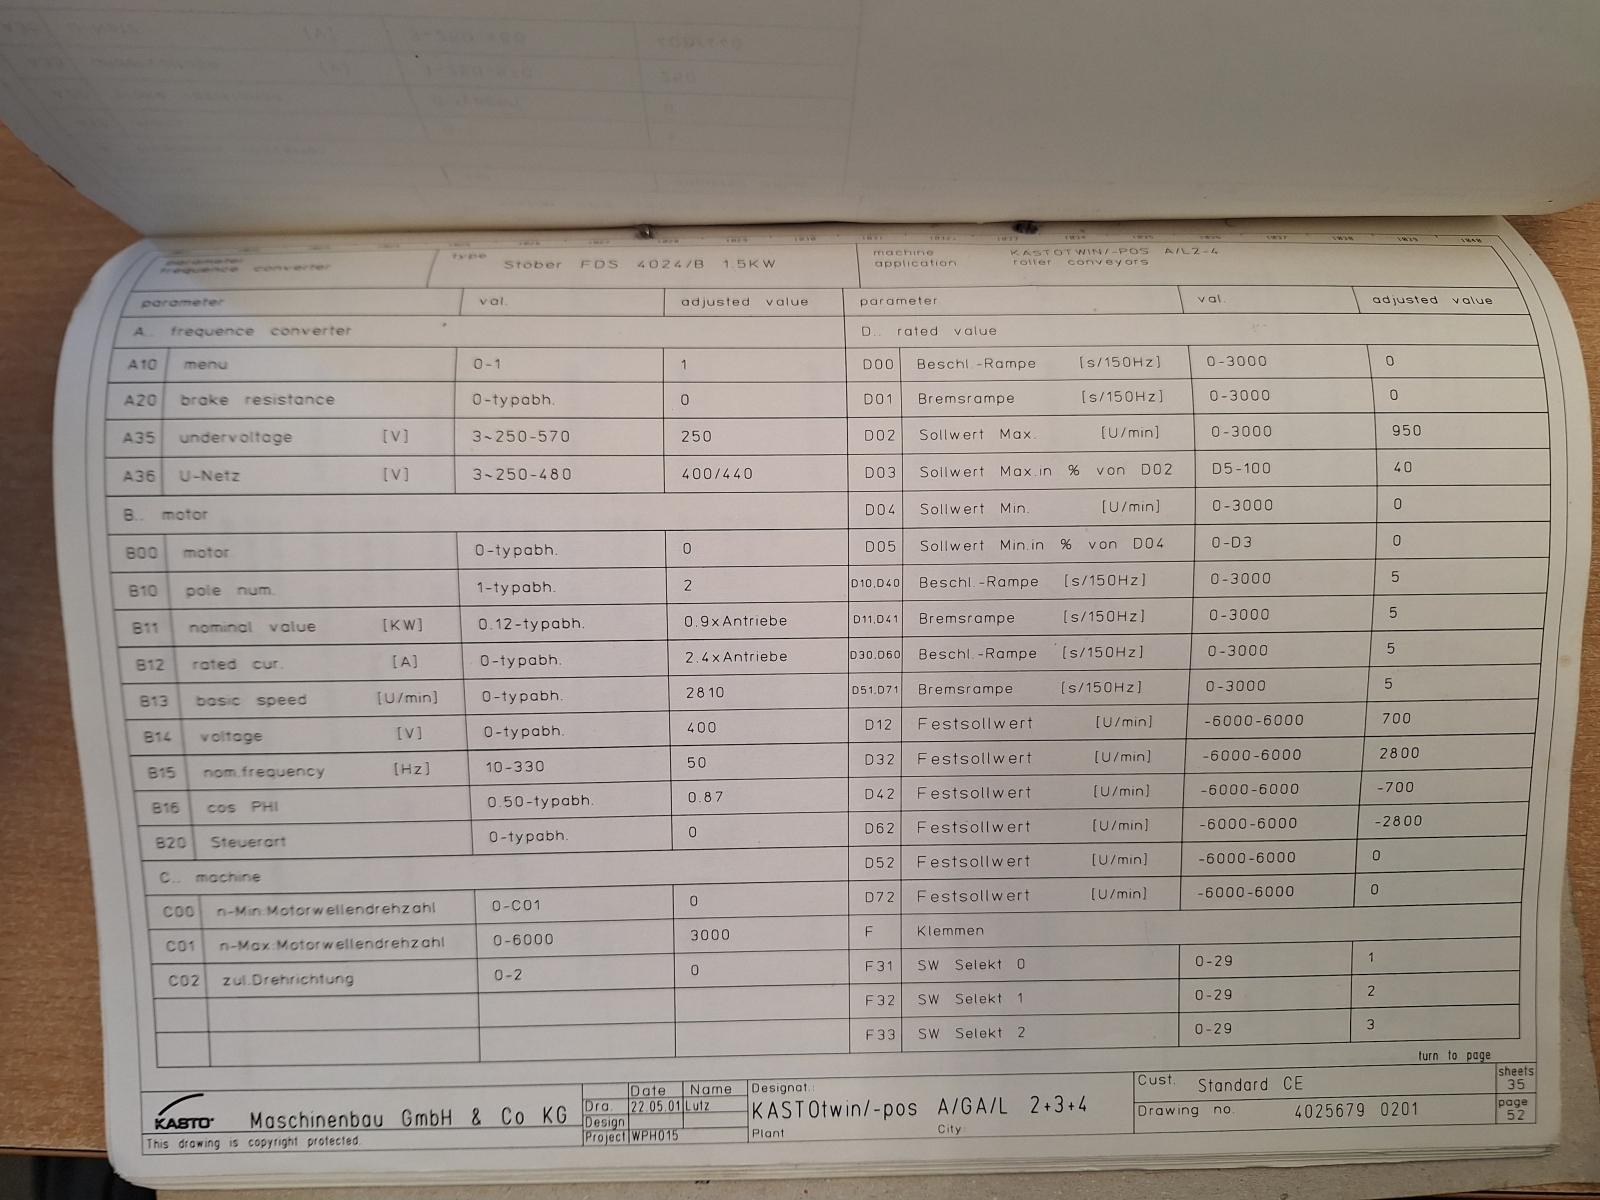 parameter
frequence converter
type
Stober FDS 4024/B 1.5KW
machine
application
KASTOTWIN/-POS A/L2-4
roller conveyors
parameter val. adjusted value
A.. frequence converter
A10 menu 0-1 1
A20 brake resistance 0-typabh. 0
A35 undervoltage [V] 3~250-570 250
A36 U-Netz [V] 3~250-480 400/440
B.. motor
B00 motor 0-typabh. 0
B10 pole num. 1-typabh. 2
B11 nominal value [KW] 0.12-typabh. 0.9xAntriebe
B12 rated cur. [A] 0-typabh. 2.4xAntriebe
B13 basic speed [U/min] 0-typabh. 2810
B14 voltage [V] 0-typabh. 400
B15 nom.frequency [Hz] 10-330 50
B16 cos PHI 0.50-typabh. 0.87
B20 Steuerart 0-typabh. 0
C.. machine
C00 n-Min.Motorwellendrehzahl 0-C01 0
C01 n-Max.Motorwellendrehzahl 0-6000 3000
C02 zul.Drehrichtung 0-2 0
parameter val. adjusted value
D.. rated value
D00 Beschl.-Rampe [s/150Hz] 0-3000 0
D01 Bremsrampe [s/150Hz] 0-3000 0
D02 Sollwert Max. [U/min] 0-3000 950
D03 Sollwert Max.in % von D02 D5-100 40
D04 Sollwert Min. [U/min] 0-3000 0
D05 Sollwert Min.in % von D04 0-D3 0
D10,D40 Beschl.-Rampe [s/150Hz] 0-3000 5
D11,D41 Bremsrampe [s/150Hz] 0-3000 5
D30,D60 Beschl.-Rampe [s/150Hz] 0-3000 5
D51,D71 Bremsrampe [s/150Hz] 0-3000 5
D12 Festsollwert [U/min] -6000-6000 700
D32 Festsollwert [U/min] -6000-6000 2800
D42 Festsollwert [U/min] -6000-6000 -700
D62 Festsollwert [U/min] -6000-6000 -2800
D52 Festsollwert [U/min] -6000-6000 0
D72 Festsollwert [U/min] -6000-6000 0
F Klemmen
F31 SW Selekt 0 0-29 1
F32 SW Selekt 1 0-29 2
F33 SW Selekt 2 0-29 3
turn to page
KASTO Maschinenbau GmbH & Co KG
This drawing is copyright protected.
Date Name
Dra. 22.05.01 Lutz
Design
Project WPH015
Designat.:
KASTOtwin/-pos A/GA/L 2+3+4
Plant City:
Cust. Standard CE
Drawing no. 4025679 0201
sheets
35
page
52